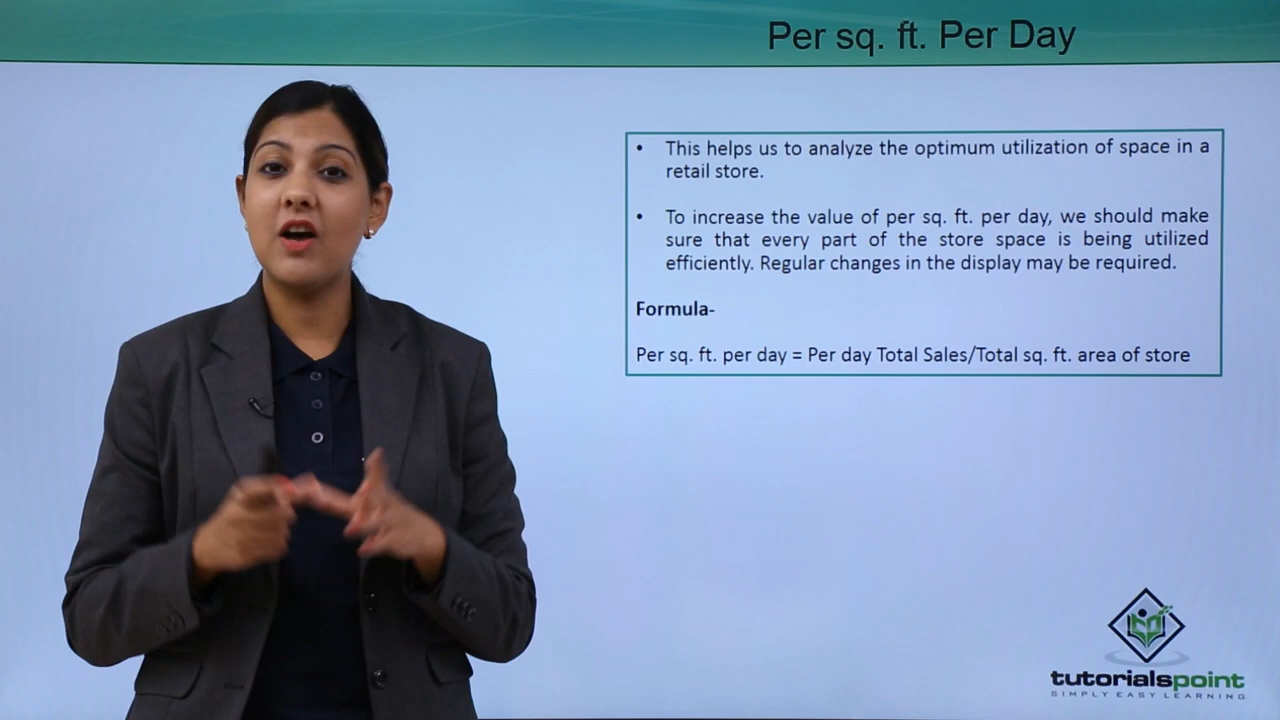 Per sq. ft. Per Day
• This helps us to analyze the optimum utilization of space in a
retail store.
• To increase the value of per sq. ft. per day, we should make
sure that every part of the store space is being utilized
efficiently. Regular changes in the display may be required.
Formula-
Per sq. ft. per day = Per day Total Sales/Total sq. ft. area of store
tutorialspoint
SIMPLY EASY LEARNING